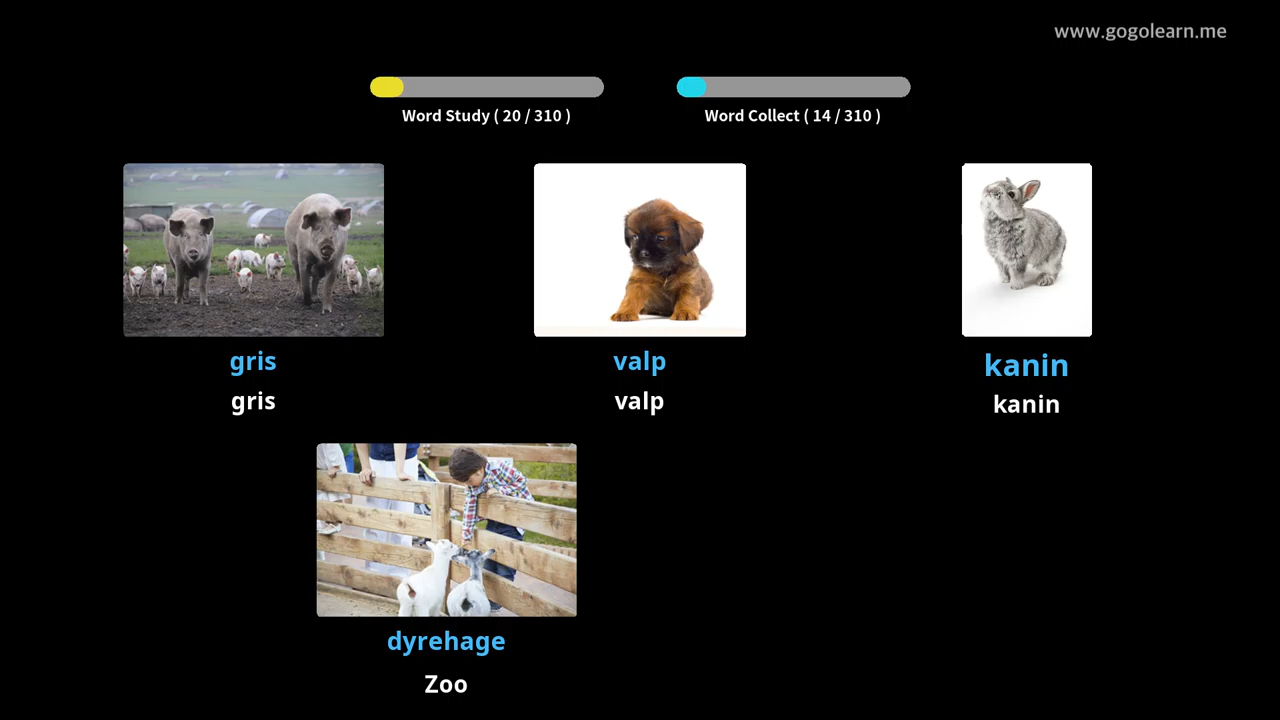 www.gogolearn.me
Word Study ( 20 / 310 )
Word Collect ( 14 / 310 )
gris
gris
valp
valp
kanin
kanin
dyrehage
Zoo